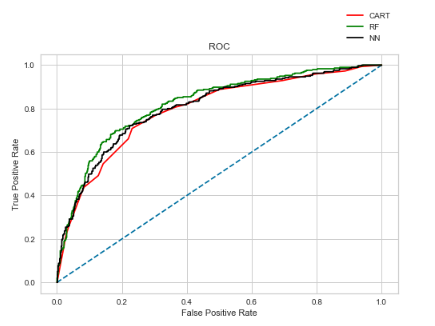 CART
RF
NN
ROC
True Positive Rate
1.0
0.8
0.6
0.4
0.2
0.0
0.0 0.2 0.4 0.6 0.8 1.0
False Positive Rate